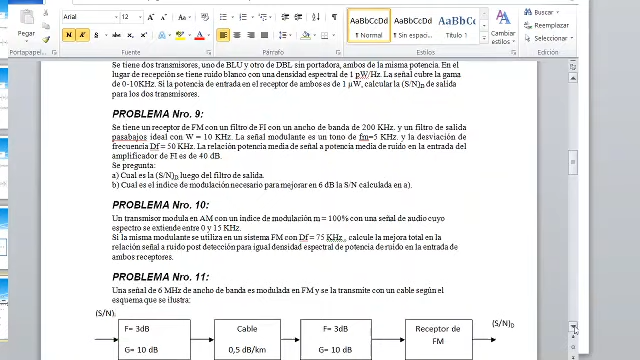 Pegar
Portapapeles
Arial
12
Fuente
Párrafo
AaBbCcDd AaBbCcDd AaBbCc
¶ Normal ¶ Sin espac... Título 1
Cambiar
estilos
Estilos
Buscar
Reemplazar
Seleccionar
Edición
Se tiene dos transmisores, uno de BLU y otro de DBL sin portadora, ambos de la misma potencia. En el
lugar de recepción se tiene ruido blanco con una densidad espectral de 1 pW/Hz. La señal cubre la gama
de 0-10KHz. Si la potencia de entrada en el receptor de ambos es de 1 µW, calcular la (S/N)D de salida
para los dos transmisores.
PROBLEMA Nro. 9:
Se tiene un receptor de FM con un filtro de FI con un ancho de banda de 200 KHz, y un filtro de salida
pasabajos ideal con W = 10 KHz. La señal modulante es un tono de fm=5 KHz, y la desviación de
frecuencia Df = 50 KHz. La relación potencia media de señal a potencia media de ruido en la entrada del
amplificador de FI es de 40 dB.
Se pregunta:
a) Cual es la (S/N)D luego del filtro de salida.
b) Cual es el índice de modulación necesario para mejorar en 6 dB la S/N calculada en a).
PROBLEMA Nro. 10:
Un transmisor modula en AM con un índice de modulación m = 100% con una señal de audio cuyo
espectro se extiende entre 0 y 15 KHz.
Si la misma modulante se utiliza en un sistema FM con Df = 75 KHz., calcule la mejora total en la
relación señal a ruido post detección para igual densidad espectral de potencia de ruido en la entrada de
ambos receptores.
PROBLEMA Nro. 11:
Una señal de 6 MHz de ancho de banda es modulada en FM y se la transmite con un cable según el
esquema que se ilustra:
(S/N)i
(S/N)D
F= 3dB
G= 10 dB
Cable
0,5 dB/km
F= 3dB
G= 10 dB
Receptor de
FM